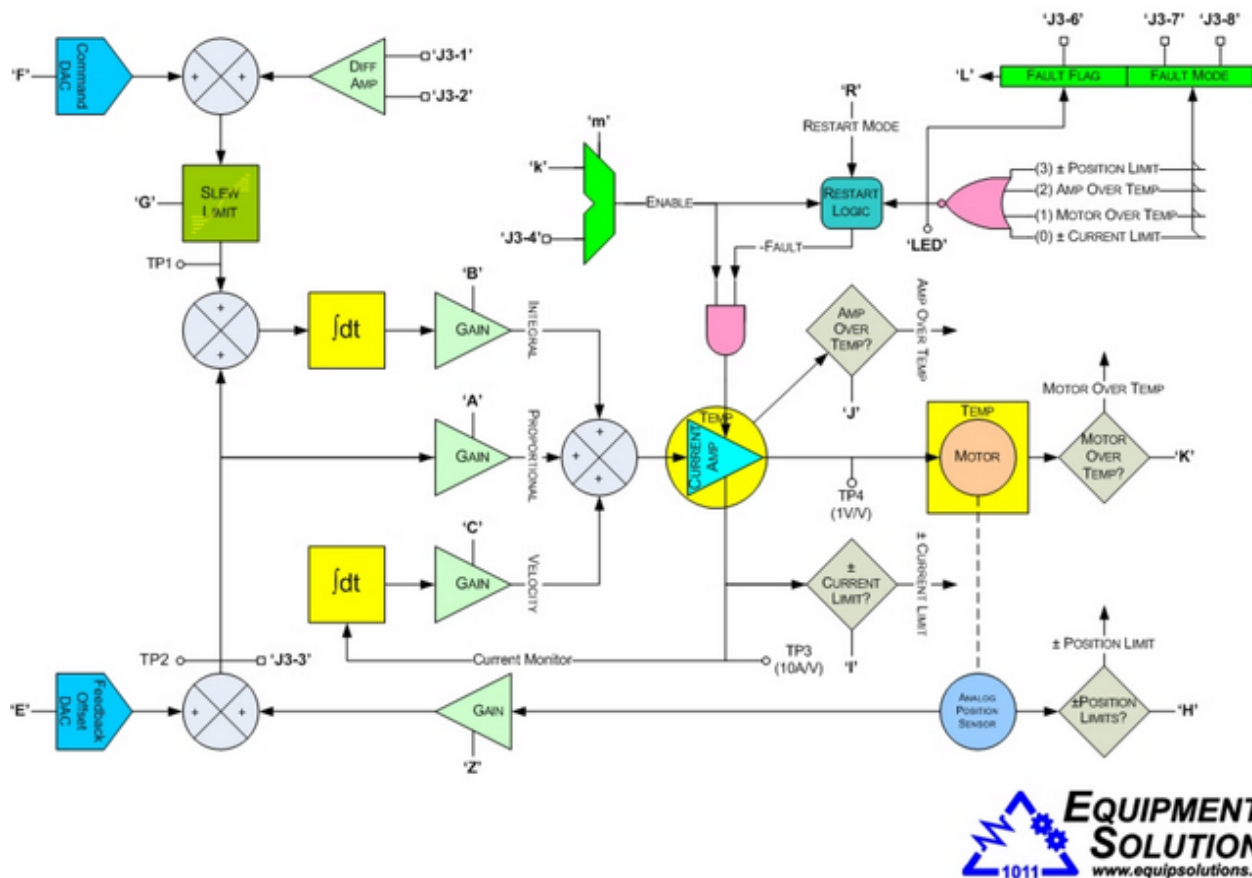 'J3-6'
'J3-7'
'J3-8'
'F'
Command
DAC
+
+
DIFF
AMP
'J3-1'
'J3-2'
'L'
FAULT FLAG
FAULT MODE
'R'
RESTART MODE
'm'
'k'
'J3-4'
ENABLE
RESTART
LOGIC
-FAULT
'LED'
(3) ± POSITION LIMIT
(2) AMP OVER TEMP
(1) MOTOR OVER TEMP
(0) ± CURRENT LIMIT
'G'
SLEW
LIMIT
TP1
+
+
∫dt
'B'
GAIN
INTEGRAL
AMP
OVER
TEMP?
AMP OVER TEMP
'J'
'A'
GAIN
PROPORTIONAL
+
+
+
TEMP
CURRENT
AMP
TP4
(1V/V)
TEMP
MOTOR
MOTOR OVER TEMP
MOTOR
OVER
TEMP?
'K'
∫dt
'C'
GAIN
VELOCITY
±
CURRENT
LIMIT?
± CURRENT LIMIT
'I'
TP2
'J3-3'
Current Monitor
TP3
(10A/V)
± POSITION LIMIT
'E'
Feedback
Offset
DAC
+
+
GAIN
'Z'
ANALOG
POSITION
SENSOR
±POSITION
LIMITS?
'H'
1011
EQUIPMENT
SOLUTION
www.equipsolutions.